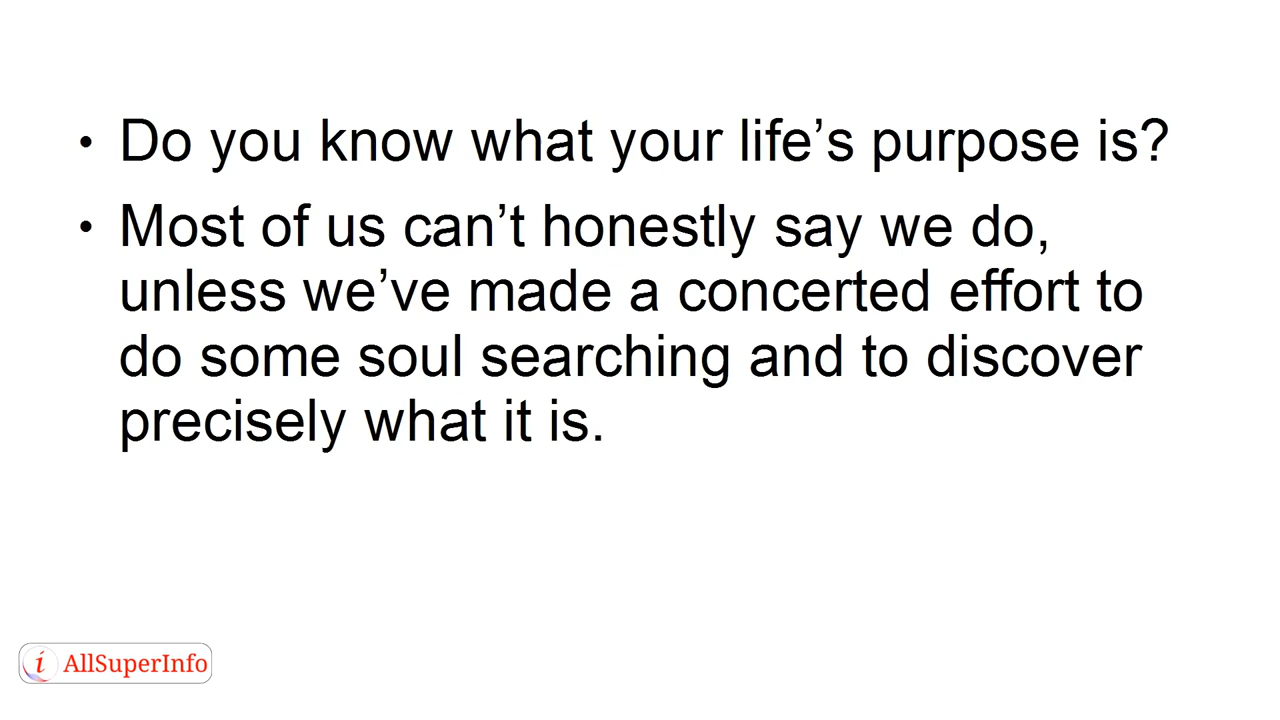 • Do you know what your life’s purpose is?
• Most of us can’t honestly say we do,
unless we’ve made a concerted effort to
do some soul searching and to discover
precisely what it is.
i AllSuperInfo